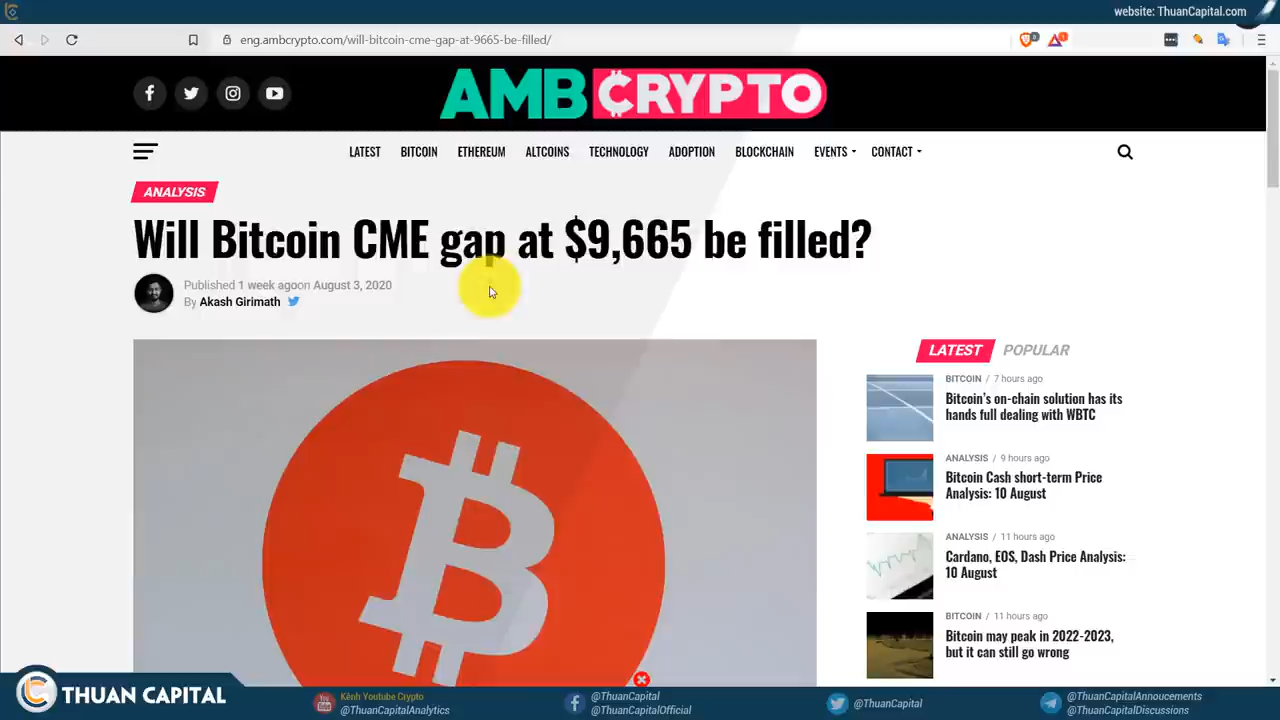 website: ThuanCapital.com
eng.ambcrypto.com/will-bitcoin-cme-gap-at-9665-be-filled/
AMBCRYPTO
LATEST BITCOIN ETHEREUM ALTCOINS TECHNOLOGY ADOPTION BLOCKCHAIN EVENTS CONTACT
ANALYSIS
Will Bitcoin CME gap at $9,665 be filled?
Published 1 week agoon August 3, 2020
By Akash Girimath
LATEST POPULAR
BITCOIN / 7 hours ago
Bitcoin's on-chain solution has its
hands full dealing with WBTC
ANALYSIS / 9 hours ago
Bitcoin Cash short-term Price
Analysis: 10 August
ANALYSIS / 11 hours ago
Cardano, EOS, Dash Price Analysis:
10 August
BITCOIN / 11 hours ago
Bitcoin may peak in 2022-2023,
but it can still go wrong
THUAN CAPITAL
Kênh Youtube Crypto
@ThuanCapitalAnalytics
@ThuanCapital
@ThuanCapitalOfficial
@ThuanCapital
@ThuanCapitalAnnoucements
@ThuanCapitalDiscussions